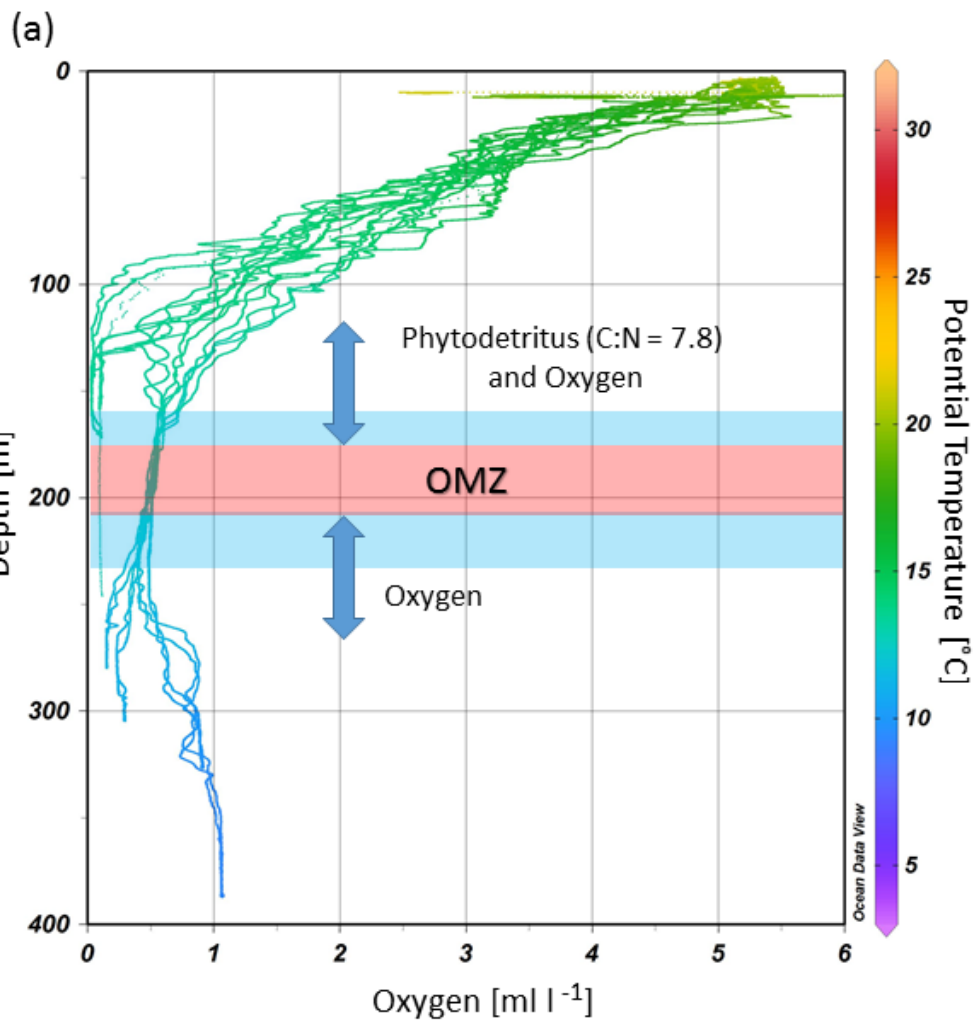 (a)
0
100
200
300
400
Depth [m]
0 1 2 3 4 5 6
Oxygen [ml l⁻¹]
Phytodetritus (C:N = 7.8)
and Oxygen
OMZ
Oxygen
Ocean Data View
30
25
20
15
10
5
Potential Temperature [°C]